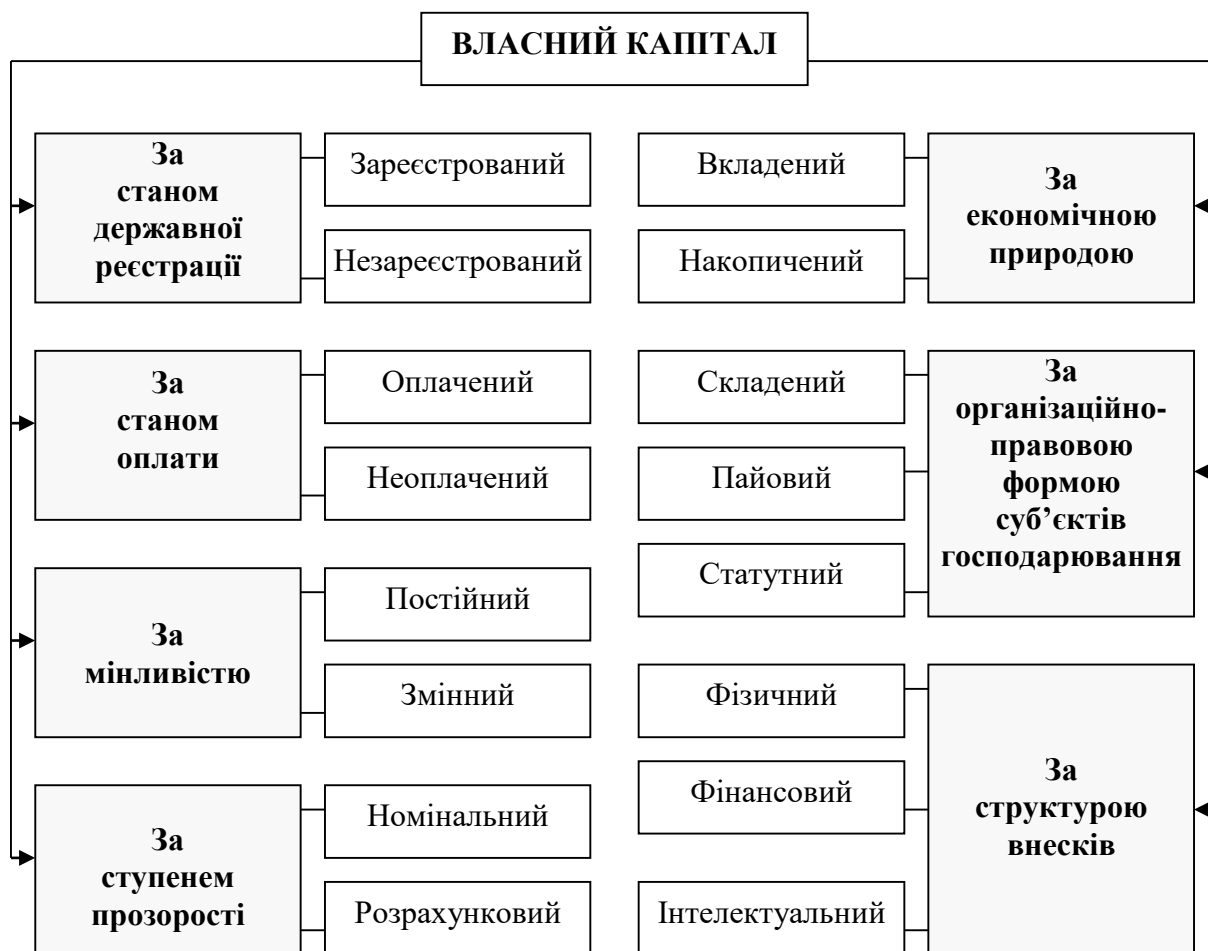 ВЛАСНИЙ КАПІТАЛ
За
станом
державної
реєстрації
Зареєстрований
Незареєстрований
Вкладений
Накопичений
За
економічною
природою
За
станом
оплати
Оплачений
Неоплачений
Складений
Пайовий
Статутний
За
організаційно-
правовою
формою
суб’єктів
господарювання
За
мінливістю
Постійний
Змінний
Фізичний
Фінансовий
Інтелектуальний
За
структурою
внесків
За
ступенем
прозорості
Номінальний
Розрахунковий